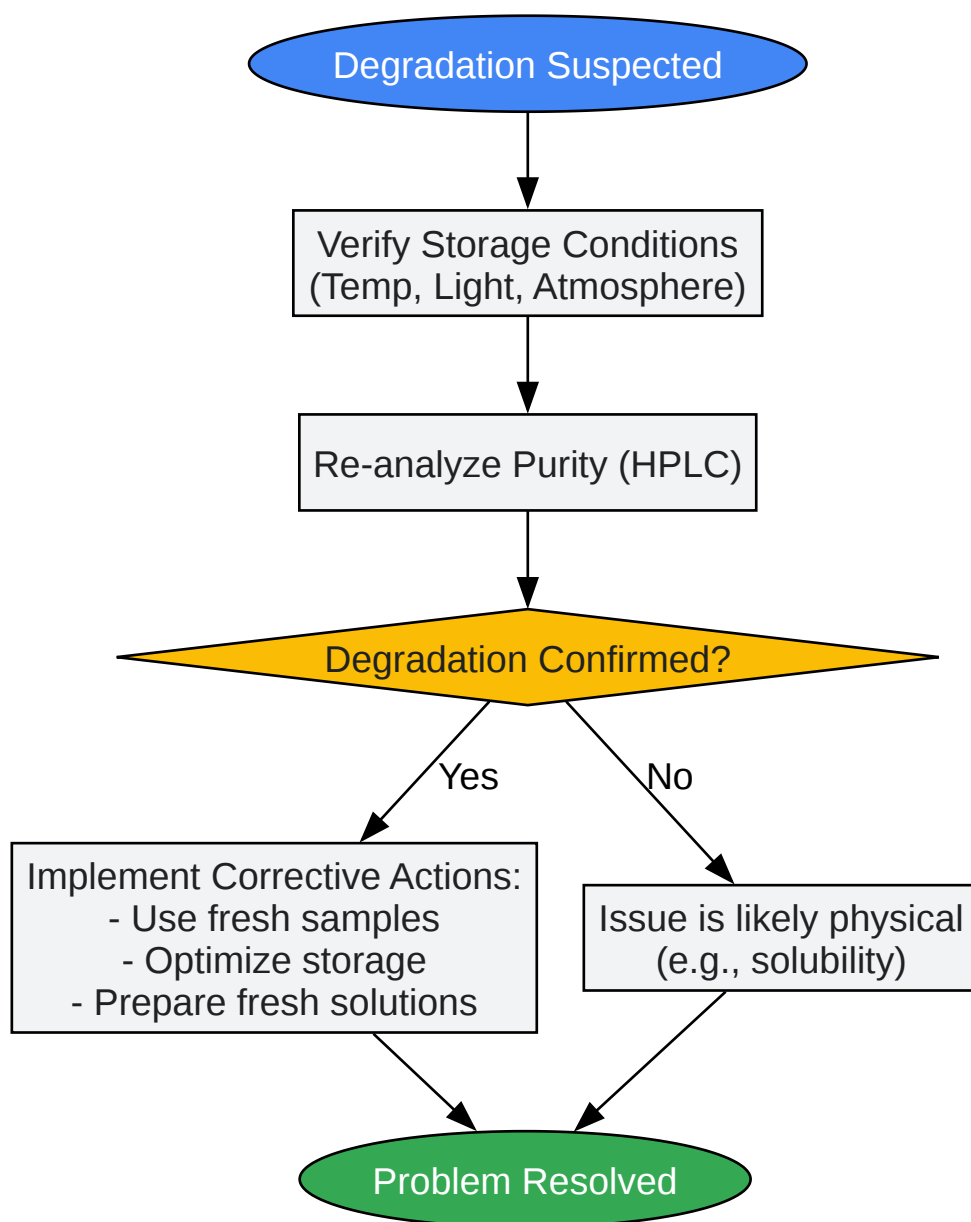 Degradation Suspected
Verify Storage Conditions
(Temp, Light, Atmosphere)
Re-analyze Purity (HPLC)
Degradation Confirmed?
Yes
No
Implement Corrective Actions:
- Use fresh samples
- Optimize storage
- Prepare fresh solutions
Issue is likely physical
(e.g., solubility)
Problem Resolved